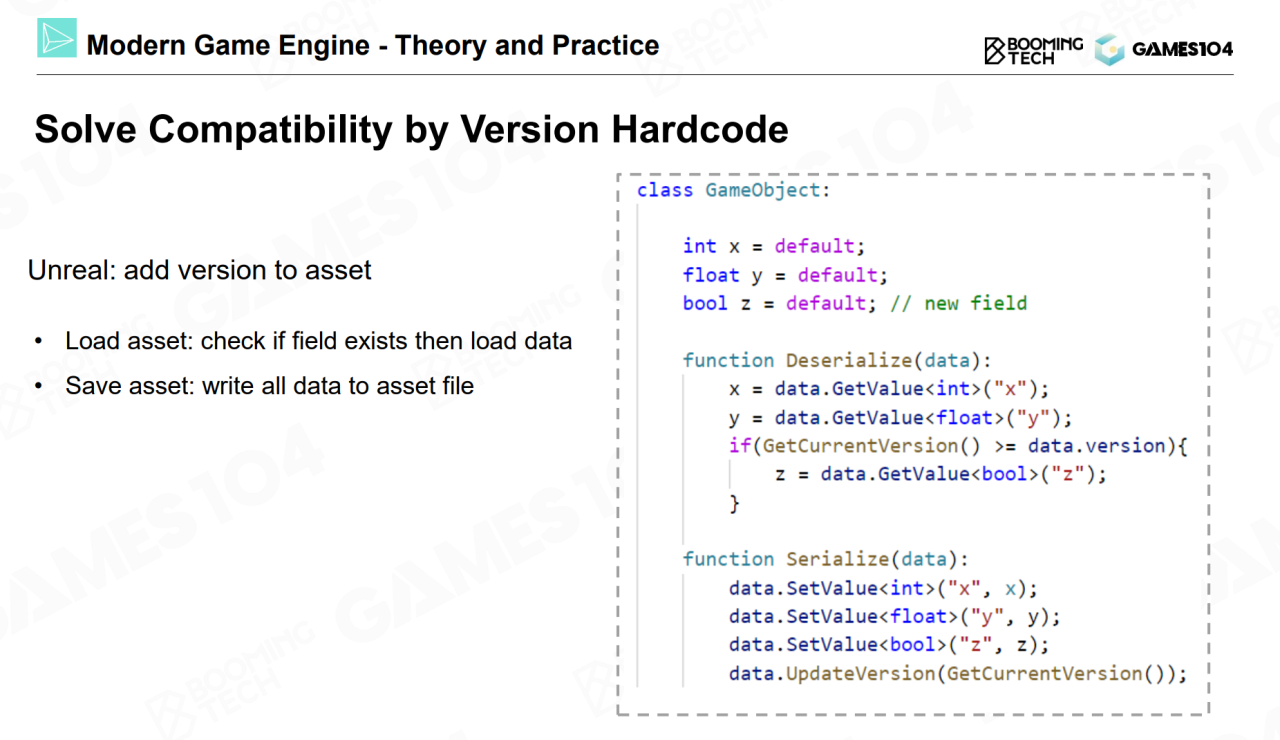 Modern Game Engine - Theory and Practice
BOOMING
TECH
GAMES104
Solve Compatibility by Version Hardcode
Unreal: add version to asset
• Load asset: check if field exists then load data
• Save asset: write all data to asset file
class GameObject:
int x = default;
float y = default;
bool z = default; // new field
function Deserialize(data):
x = data.GetValue<int>("x");
y = data.GetValue<float>("y");
if(GetCurrentVersion() >= data.version){
z = data.GetValue<bool>("z");
}
function Serialize(data):
data.SetValue<int>("x", x);
data.SetValue<float>("y", y);
data.SetValue<bool>("z", z);
data.UpdateVersion(GetCurrentVersion());